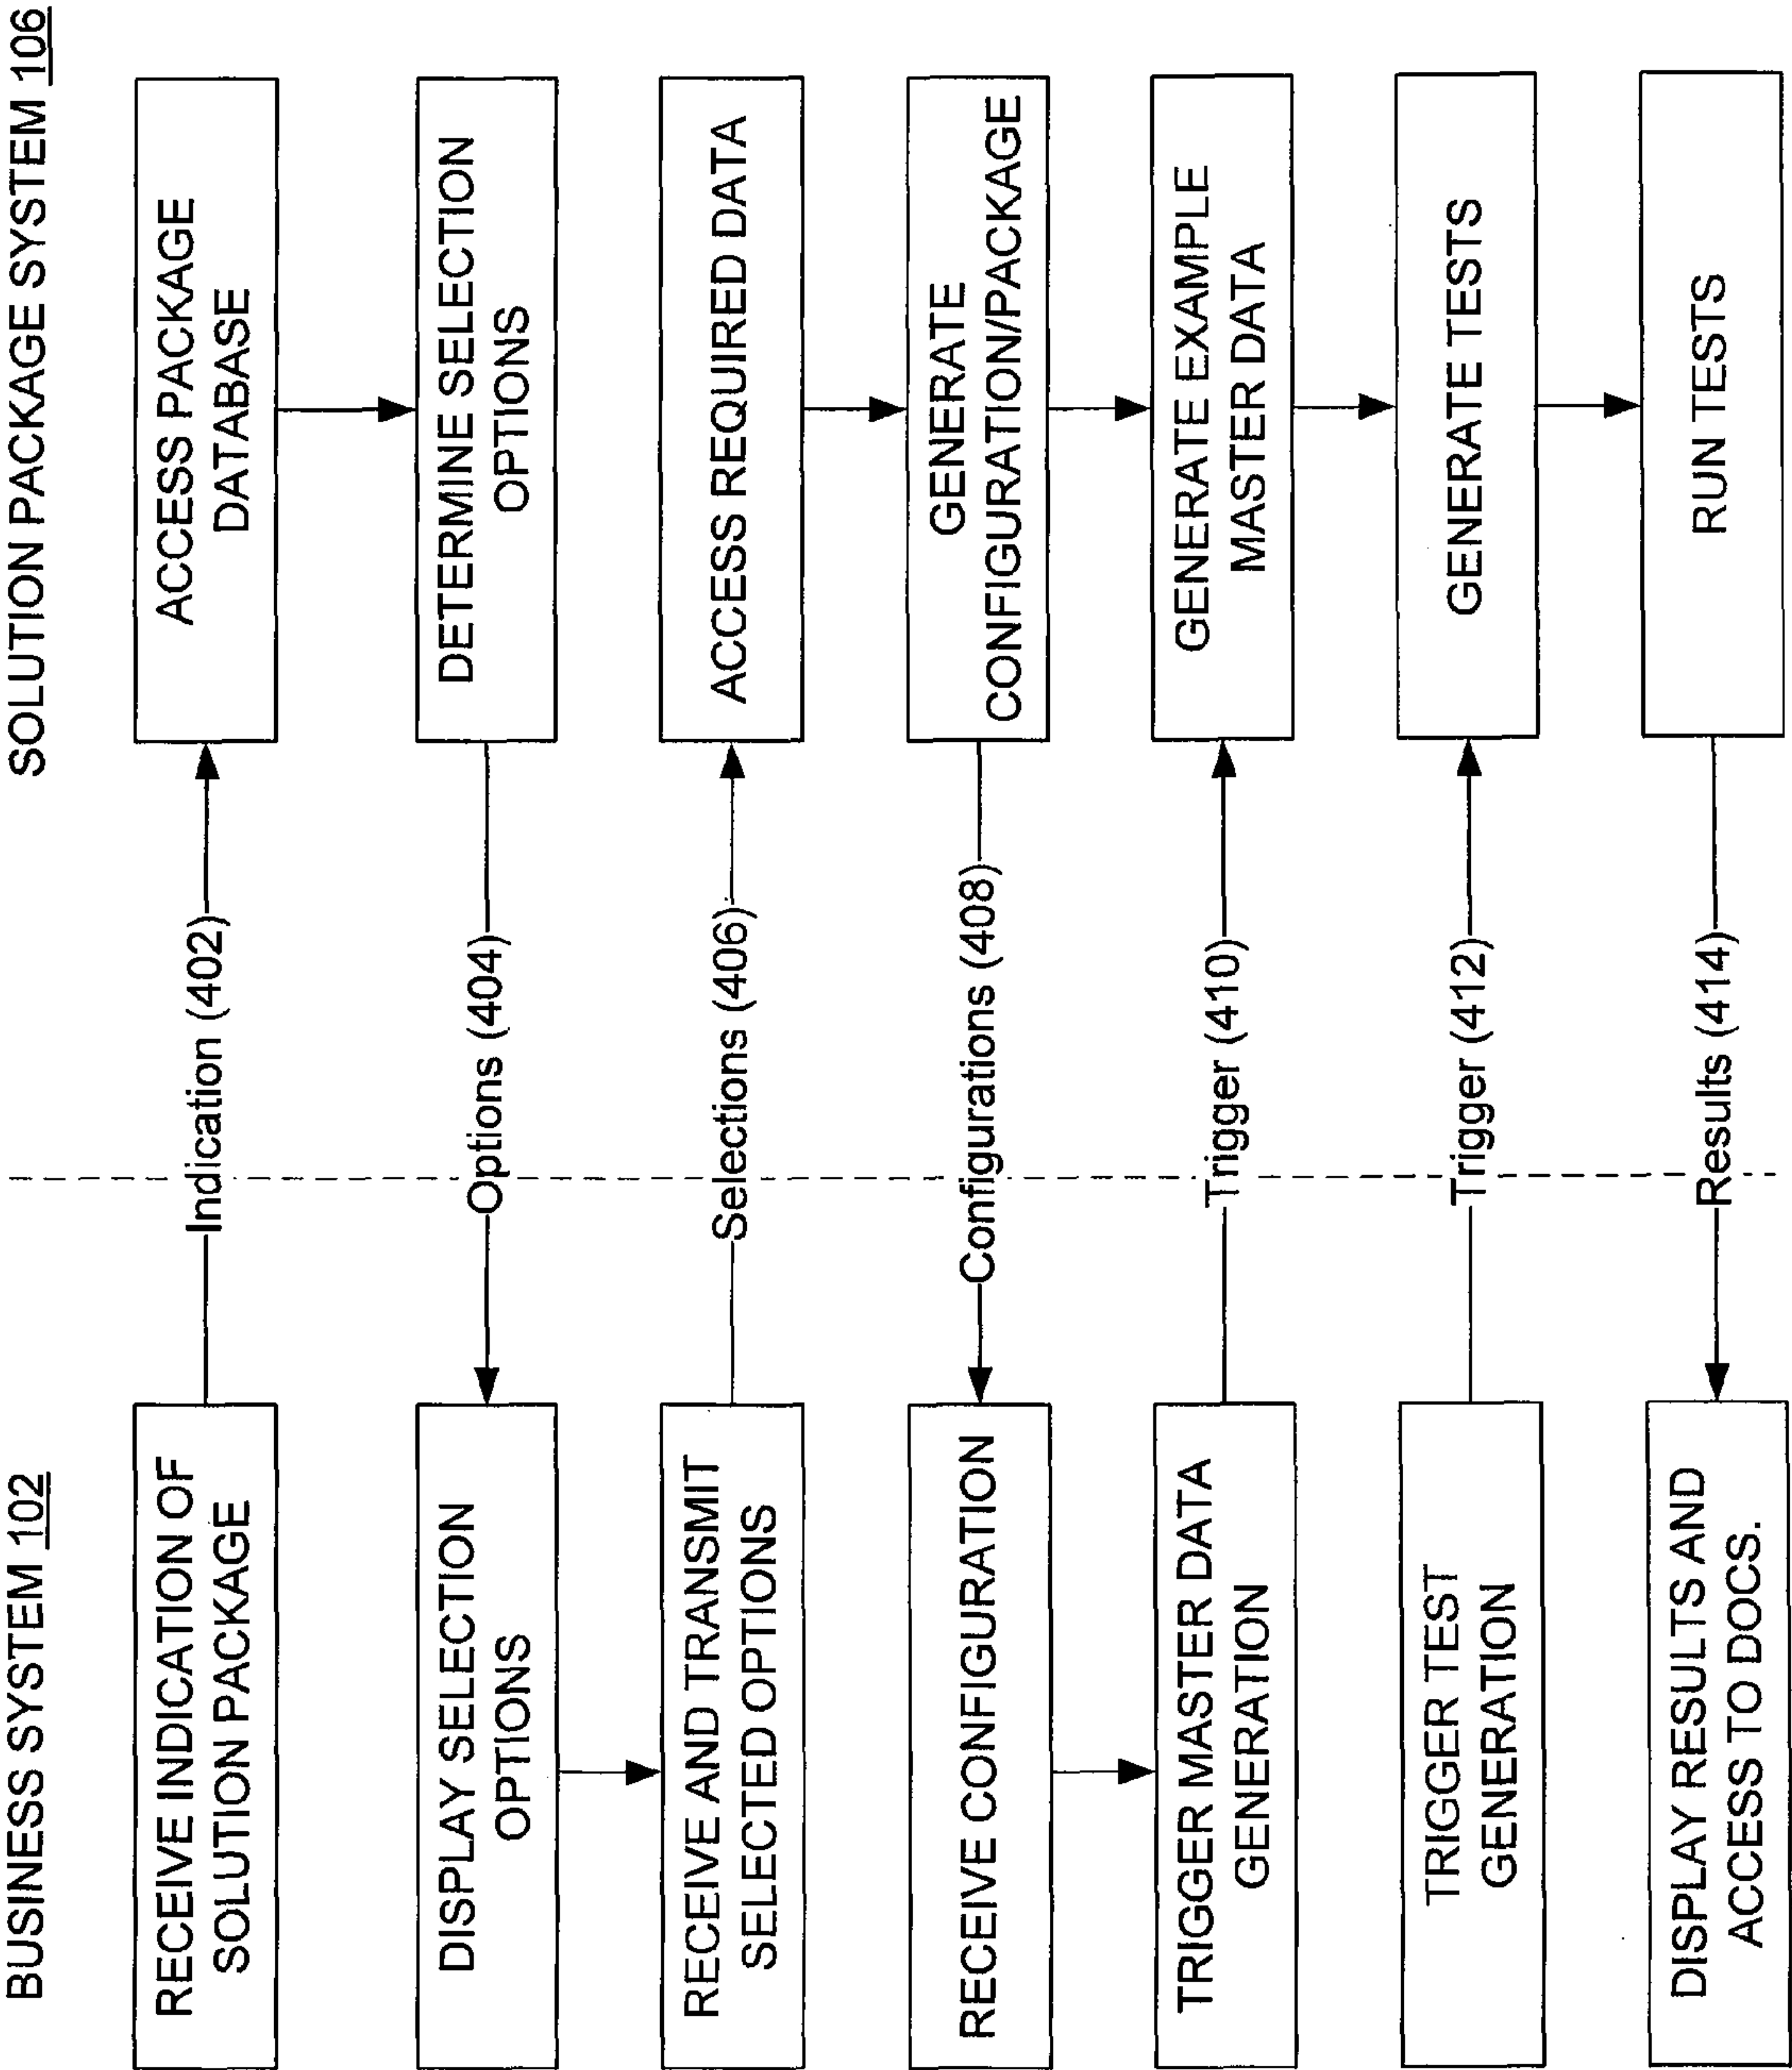 BUSINESS SYSTEM 102
SOLUTION PACKAGE SYSTEM 106
RECEIVE INDICATION OF
SOLUTION PACKAGE
Indication (402)
ACCESS PACKAGE
DATABASE
DISPLAY SELECTION
OPTIONS
Options (404)
DETERMINE SELECTION
OPTIONS
RECEIVE AND TRANSMIT
SELECTED OPTIONS
Selections (406)
ACCESS REQUIRED DATA
RECEIVE CONFIGURATION
Configurations (408)
GENERATE
CONFIGURATION/PACKAGE
TRIGGER MASTER DATA
GENERATION
Trigger (410)
GENERATE EXAMPLE
MASTER DATA
TRIGGER TEST
GENERATION
Trigger (412)
GENERATE TESTS
DISPLAY RESULTS AND
ACCESS TO DOCS.
Results (414)
RUN TESTS